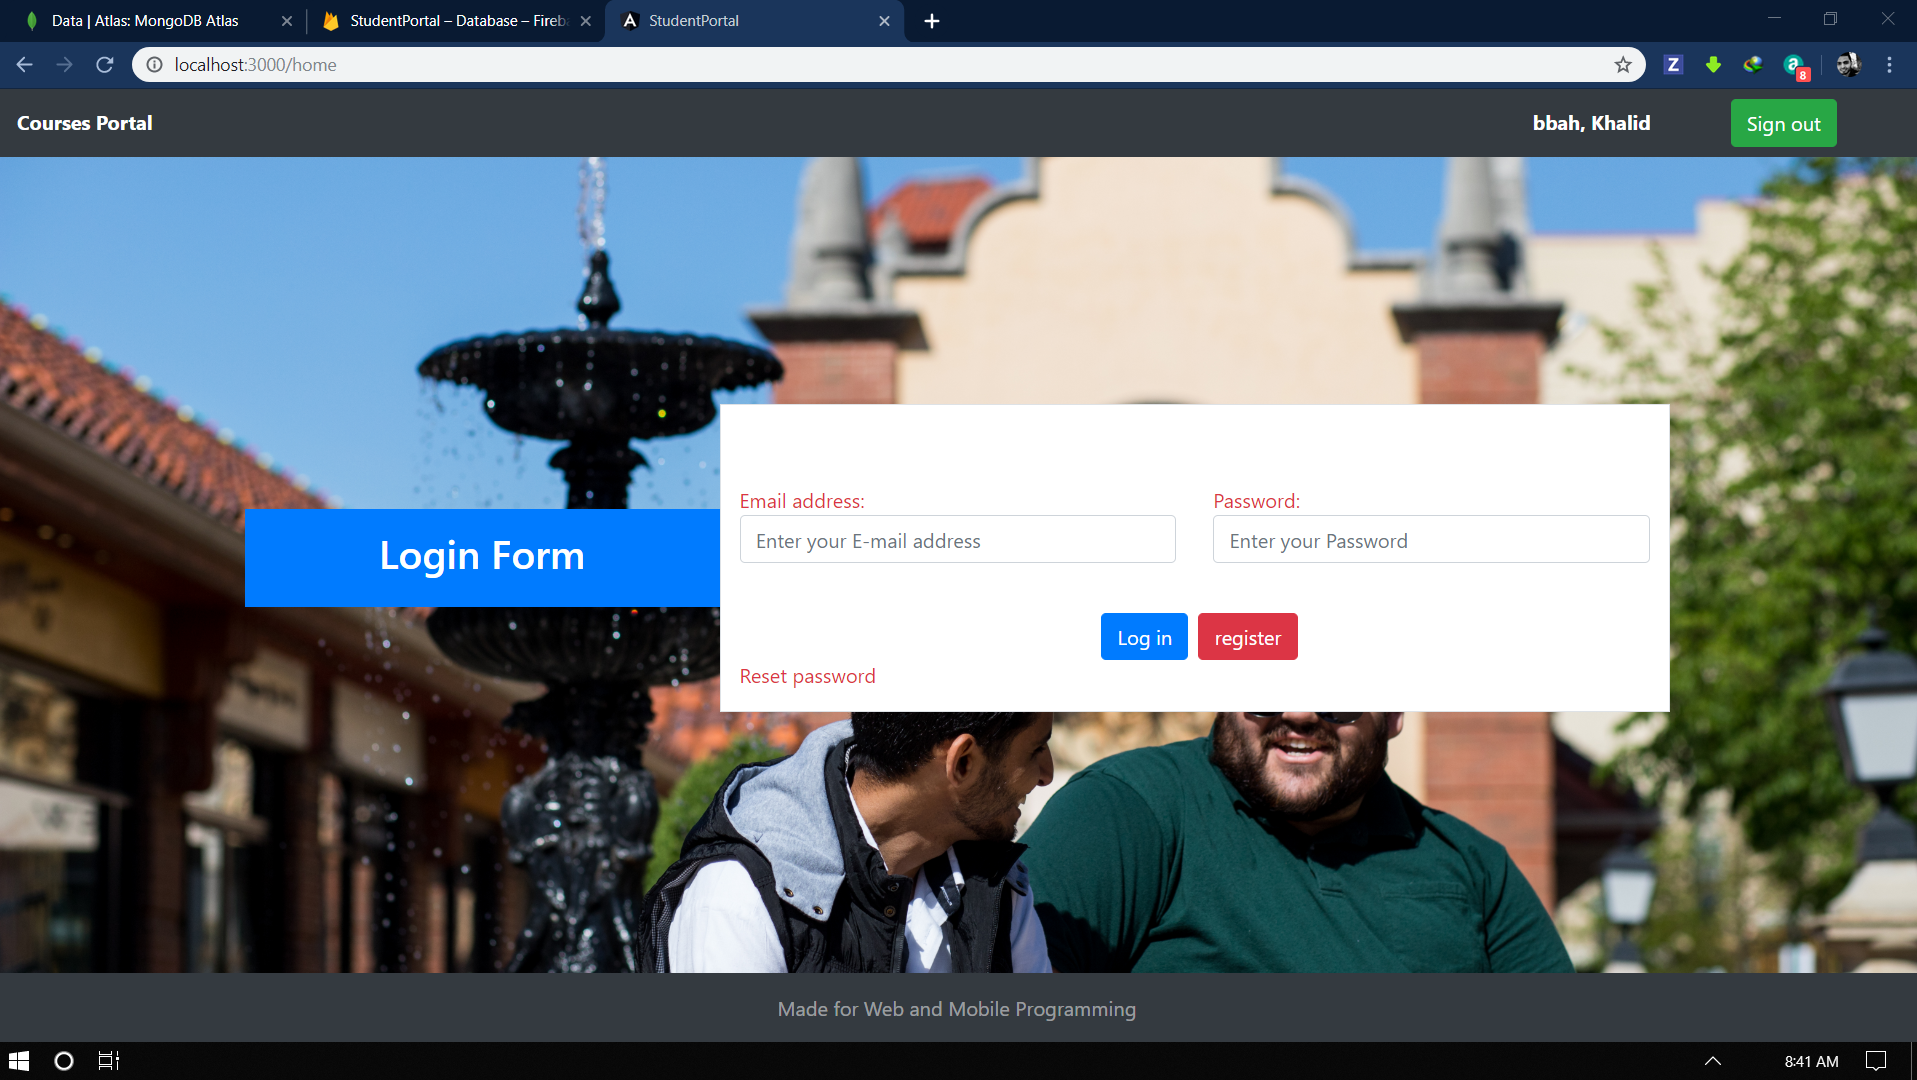 Data | Atlas: MongoDB Atlas
StudentPortal – Database – Fireb
StudentPortal
localhost:3000/home
Z
a
8
Courses Portal
bbah, Khalid
Sign out
Login Form
Email address:
Password:
Enter your E-mail address
Enter your Password
Log in
register
Reset password
Made for Web and Mobile Programming
8:41 AM